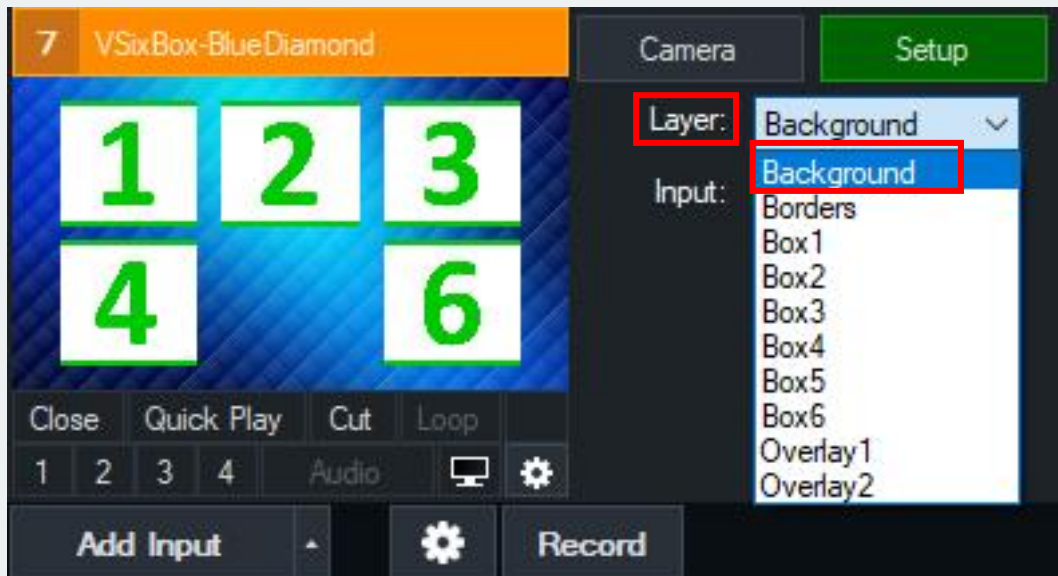 7 VSixBox-BlueDiamond
Camera Setup
1 2 3
4 6
Layer: Background
Input:
Background
Borders
Box1
Box2
Box3
Box4
Box5
Box6
Overlay1
Overlay2
Close Quick Play Cut Loop
1 2 3 4 Audio
Add Input Record